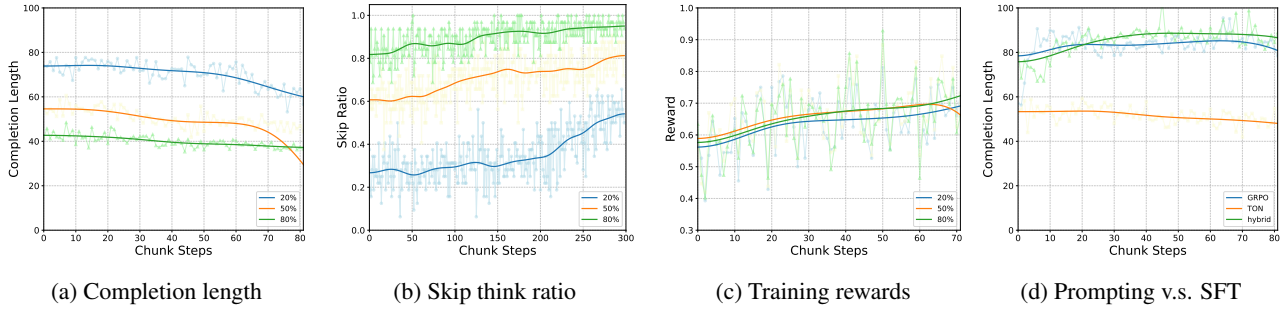 Completion Length
100
80
60
40
20
0
0 10 20 30 40 50 60 70 80
Chunk Steps
20%
50%
80%
(a) Completion length
Skip Ratio
1.0
0.8
0.6
0.4
0.2
0.0
0 50 100 150 200 250 300
Chunk Steps
20%
50%
80%
(b) Skip think ratio
Reward
1.0
0.9
0.8
0.7
0.6
0.5
0.4
0.3
0 10 20 30 40 50 60 70
Chunk Steps
20%
50%
80%
(c) Training rewards
Completion Length
100
80
60
40
20
0
0 10 20 30 40 50 60 70 80
Chunk Steps
GRPO
TON
hybrid
(d) Prompting v.s. SFT